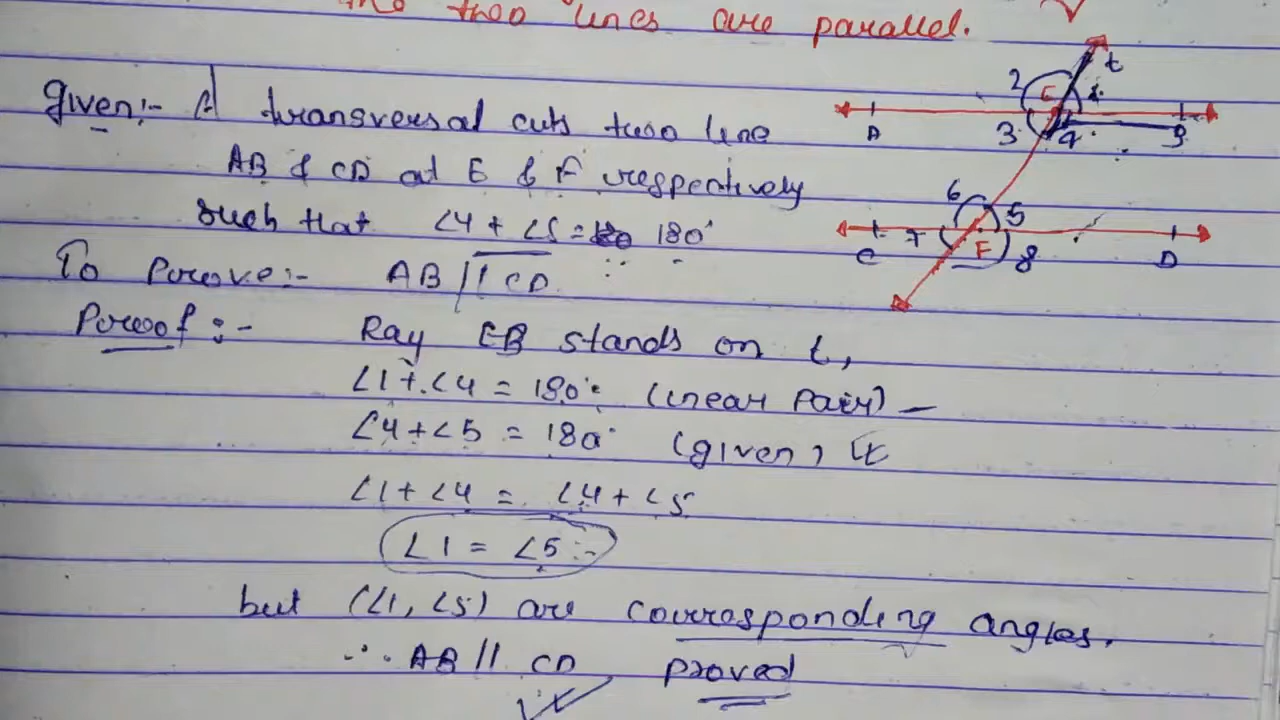 the two lines are parallel.
Given:- A transversal cuts two line
AB & CD at E & F respectively
such that ∠4 + ∠5 = 180°
To Prove:- AB // CD
Proof :- Ray EB stands on t,
∠1 + ∠4 = 180° (linear Pair) —
∠4 + ∠5 = 180° (given)
∠1 + ∠4 = ∠4 + ∠5
∠1 = ∠5 :-
but (∠1, ∠5) are corresponding angles.
∴ AB // CD proved
t
2 E 1
A 3 4 B
6 5
C 7 F 8 D